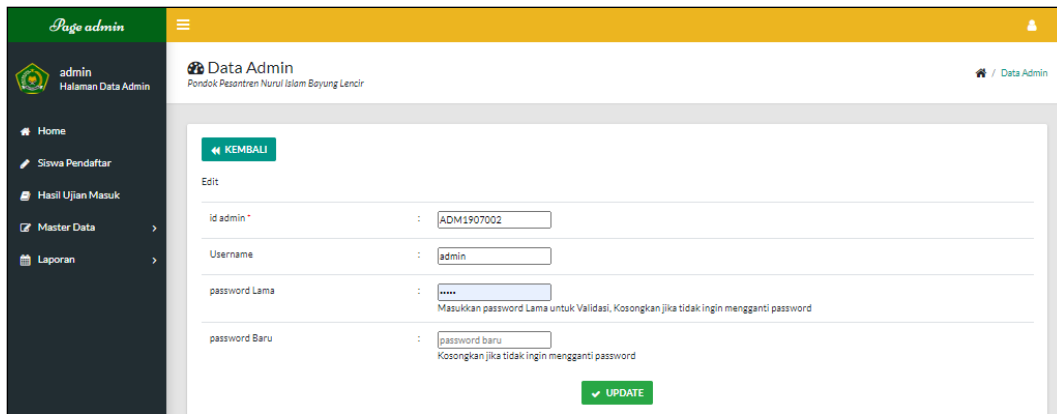 Page admin
admin
Halaman Data Admin
Data Admin
Pondok Pesantren Nurul Islam Bayung Lencir
/ Data Admin
Home
Siswa Pendaftar
Hasil Ujian Masuk
Master Data
Laporan
KEMBALI
Edit
id admin * : ADM1907002
Username : admin
password Lama : •••••
Masukkan password Lama untuk Validasi, Kosongkan jika tidak ingin mengganti password
password Baru : password baru
Kosongkan jika tidak ingin mengganti password
UPDATE